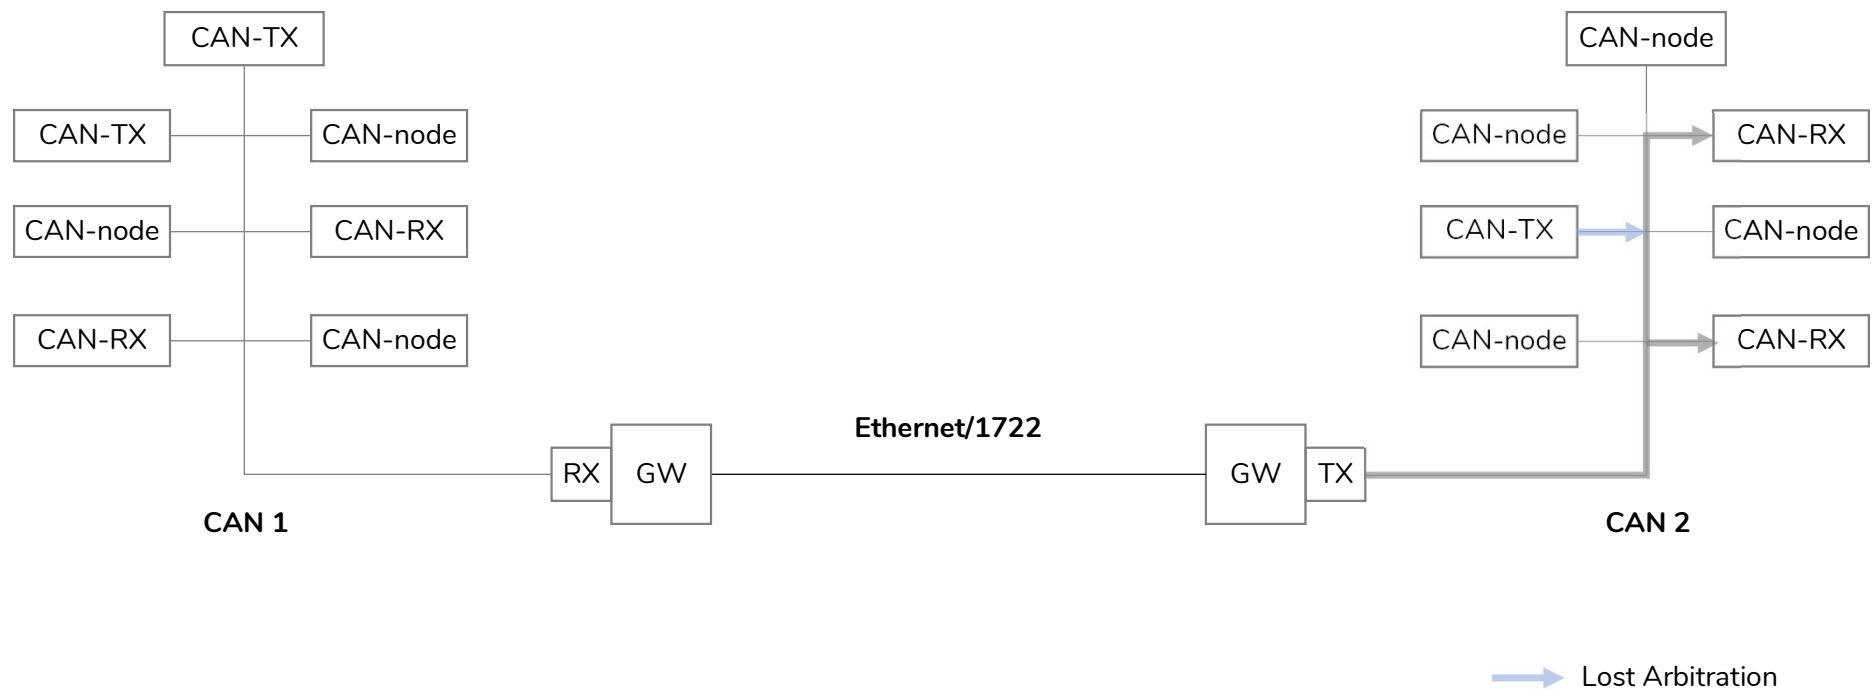 CAN-TX
CAN-node
CAN-TX
CAN-node
CAN-node
CAN-RX
CAN-node
CAN-RX
CAN-TX
CAN-node
CAN-RX
CAN-node
CAN-node
CAN-RX
Ethernet/1722
RX
GW
GW
TX
CAN 1
CAN 2
Lost Arbitration